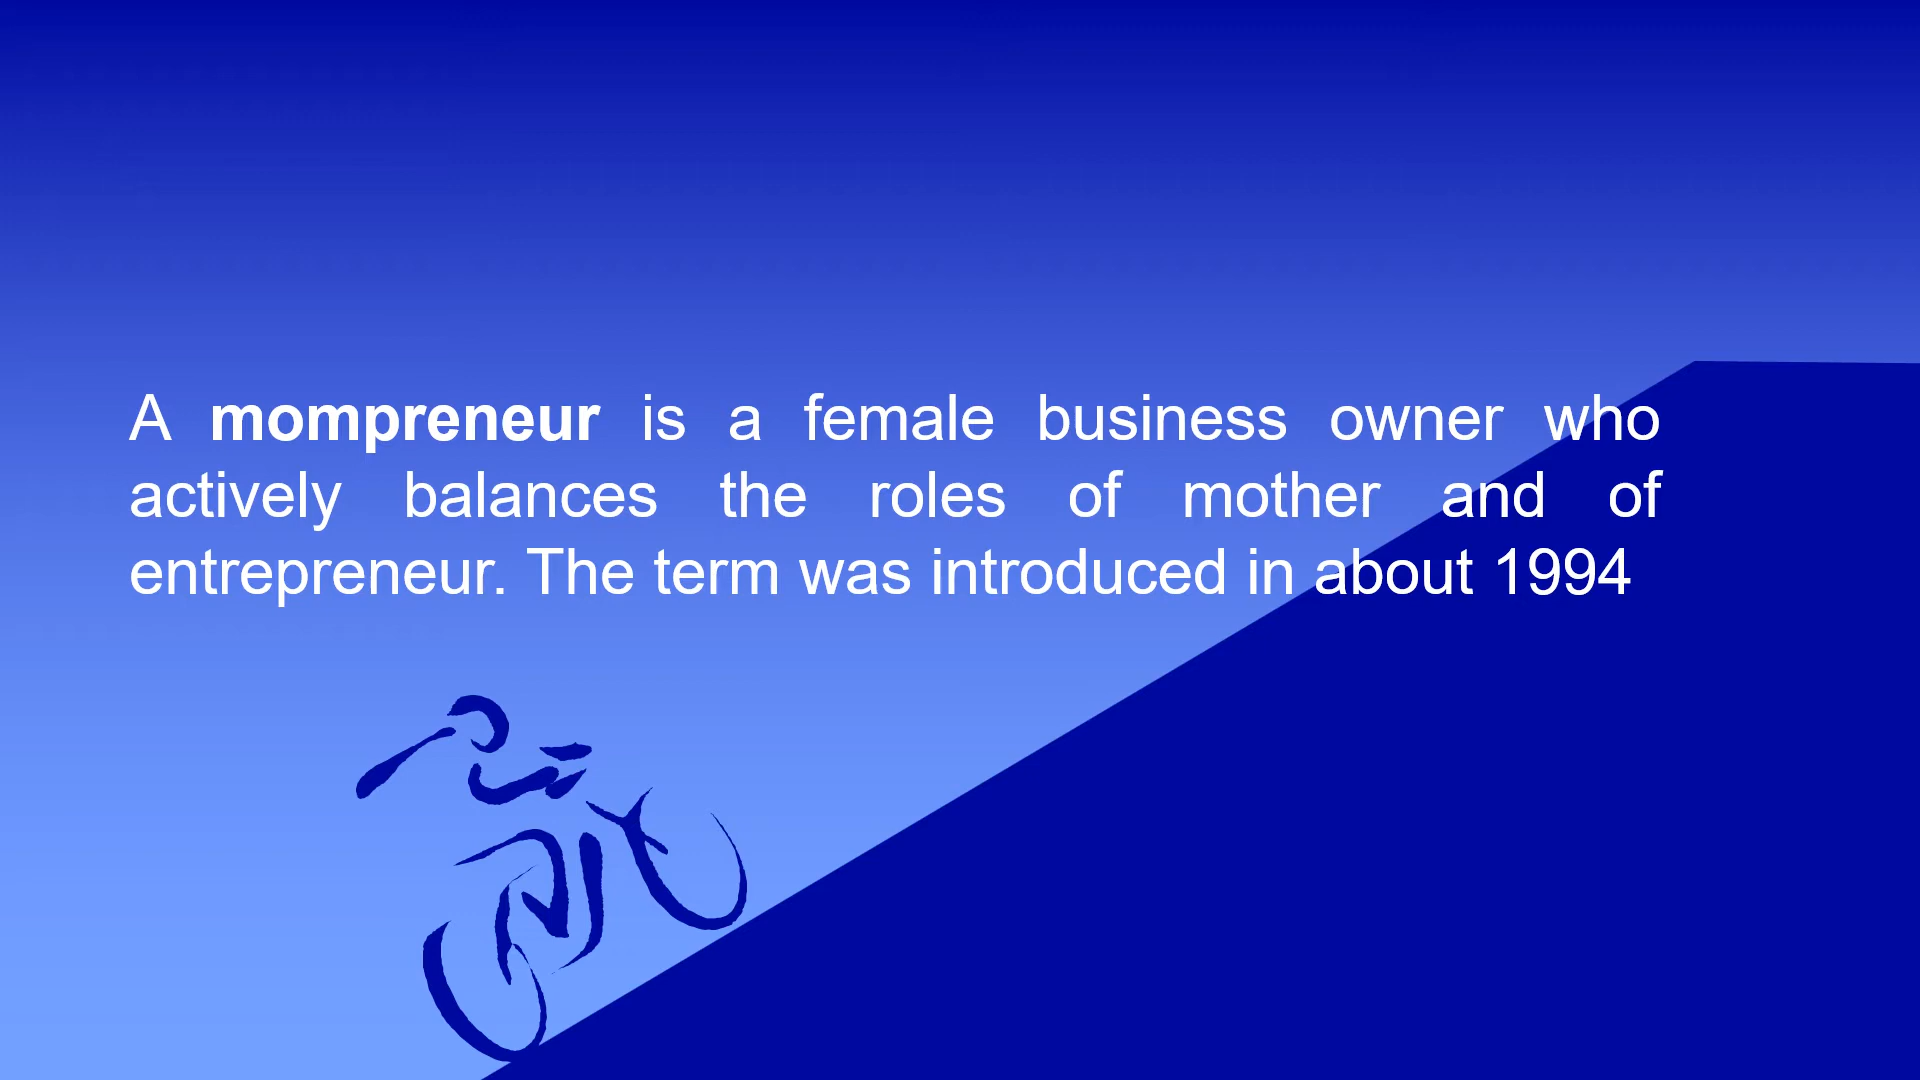 A mompreneur is a female business owner who
actively balances the roles of mother and of
entrepreneur. The term was introduced in about 1994